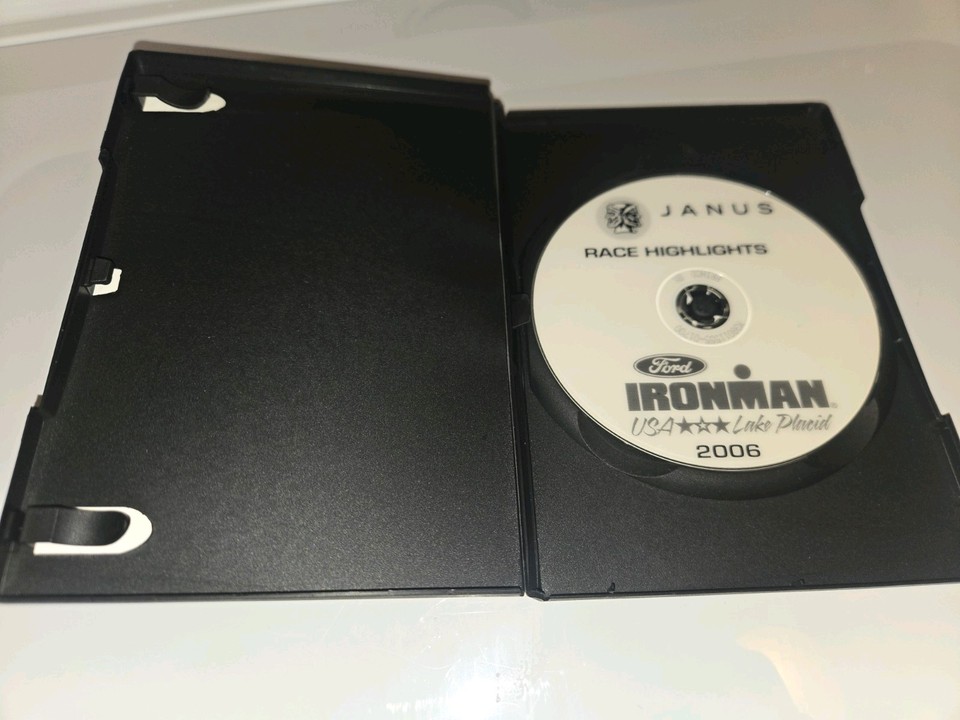 JANUS
RACE HIGHLIGHTS
Ford
IRONMAN
USA Lake Placid
2006